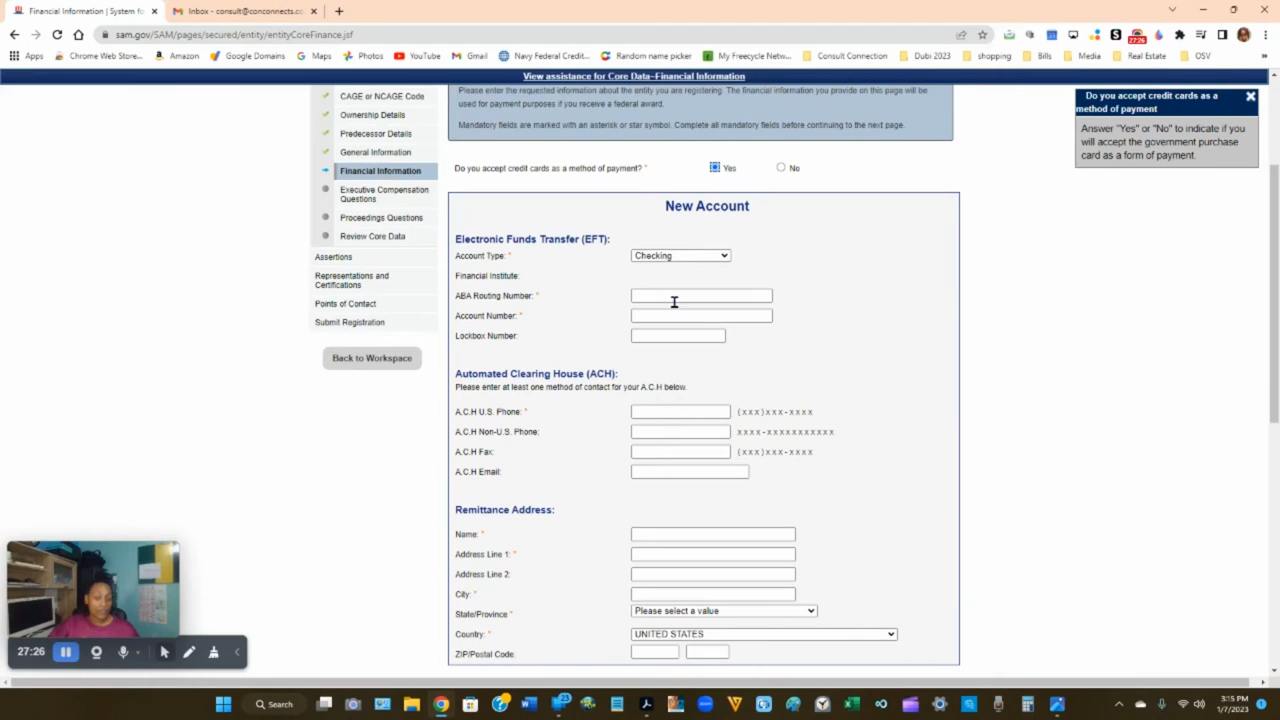 Financial Information | System fo
Inbox - consult@conconnects.co
sam.gov/SAM/pages/secured/entity/entityCoreFinance.jsf
27:26
Apps
Chrome Web Store...
Amazon
Google Domains
Maps
Photos
YouTube
Gmail
Navy Federal Credit...
Random name picker
My Freecycle Netwo...
Consult Connection
Dubi 2023
shopping
Bills
Media
Real Estate
OSV
View assistance for Core Data-Financial Information
Please enter the requested information about the entity you are registering. The financial information you provide on this page will be
used for payment purposes if you receive a federal award.
Mandatory fields are marked with an asterisk or star symbol. Complete all mandatory fields before continuing to the next page.
CAGE or NCAGE Code
Ownership Details
Predecessor Details
General Information
Financial Information
Executive Compensation
Questions
Proceedings Questions
Review Core Data
Assertions
Representations and
Certifications
Points of Contact
Submit Registration
Back to Workspace
Do you accept credit cards as a method of payment? * Yes No
New Account
Electronic Funds Transfer (EFT):
Account Type: * Checking
Financial Institute:
ABA Routing Number: *
Account Number: *
Lockbox Number:
Automated Clearing House (ACH):
Please enter at least one method of contact for your A.C.H below.
A.C.H U.S. Phone: * (xxx)xxx-xxxx
A.C.H Non-U.S. Phone: xxxx-xxxxxxxxxxx
A.C.H Fax: (xxx)xxx-xxxx
A.C.H Email:
Remittance Address:
Name: *
Address Line 1: *
Address Line 2:
City: *
State/Province * Please select a value
Country: * UNITED STATES
ZIP/Postal Code:
Do you accept credit cards as a
method of payment
Answer "Yes" or "No" to indicate if you
will accept the government purchase
card as a form of payment.
27:26
Search
23
3:15 PM
1/7/2023